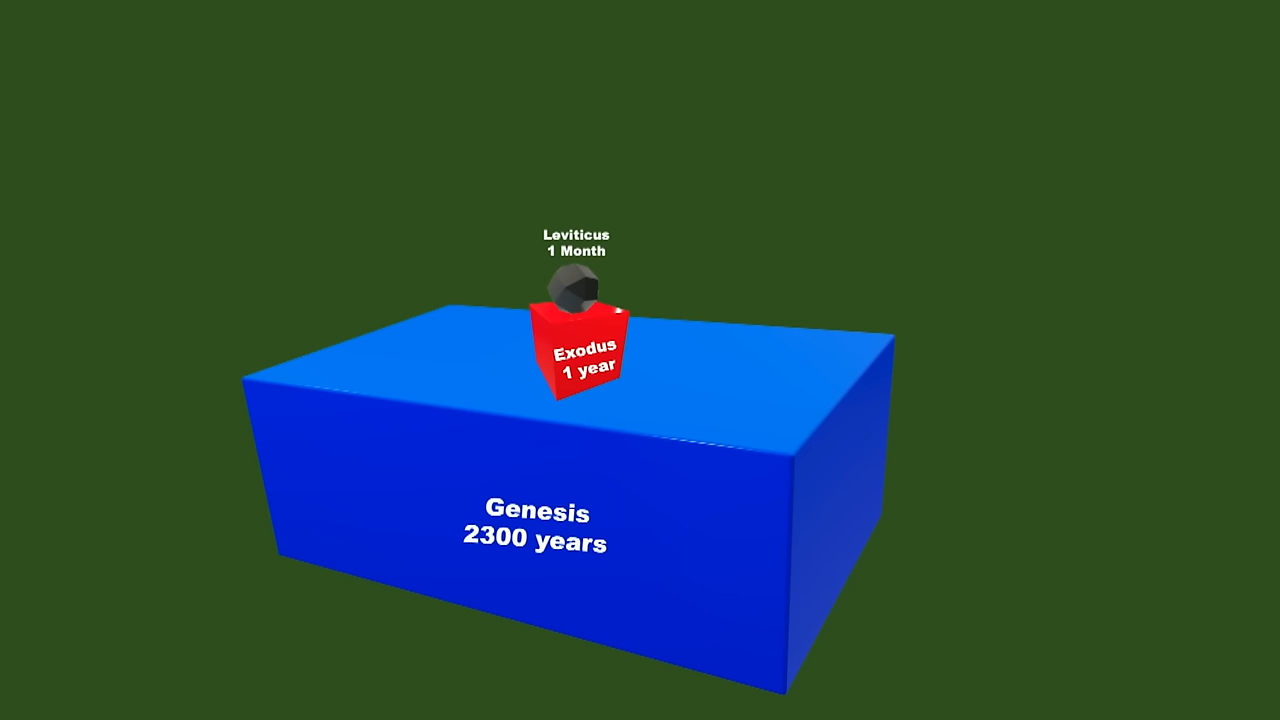 Leviticus
1 Month
Exodus
1 year
Genesis
2300 years